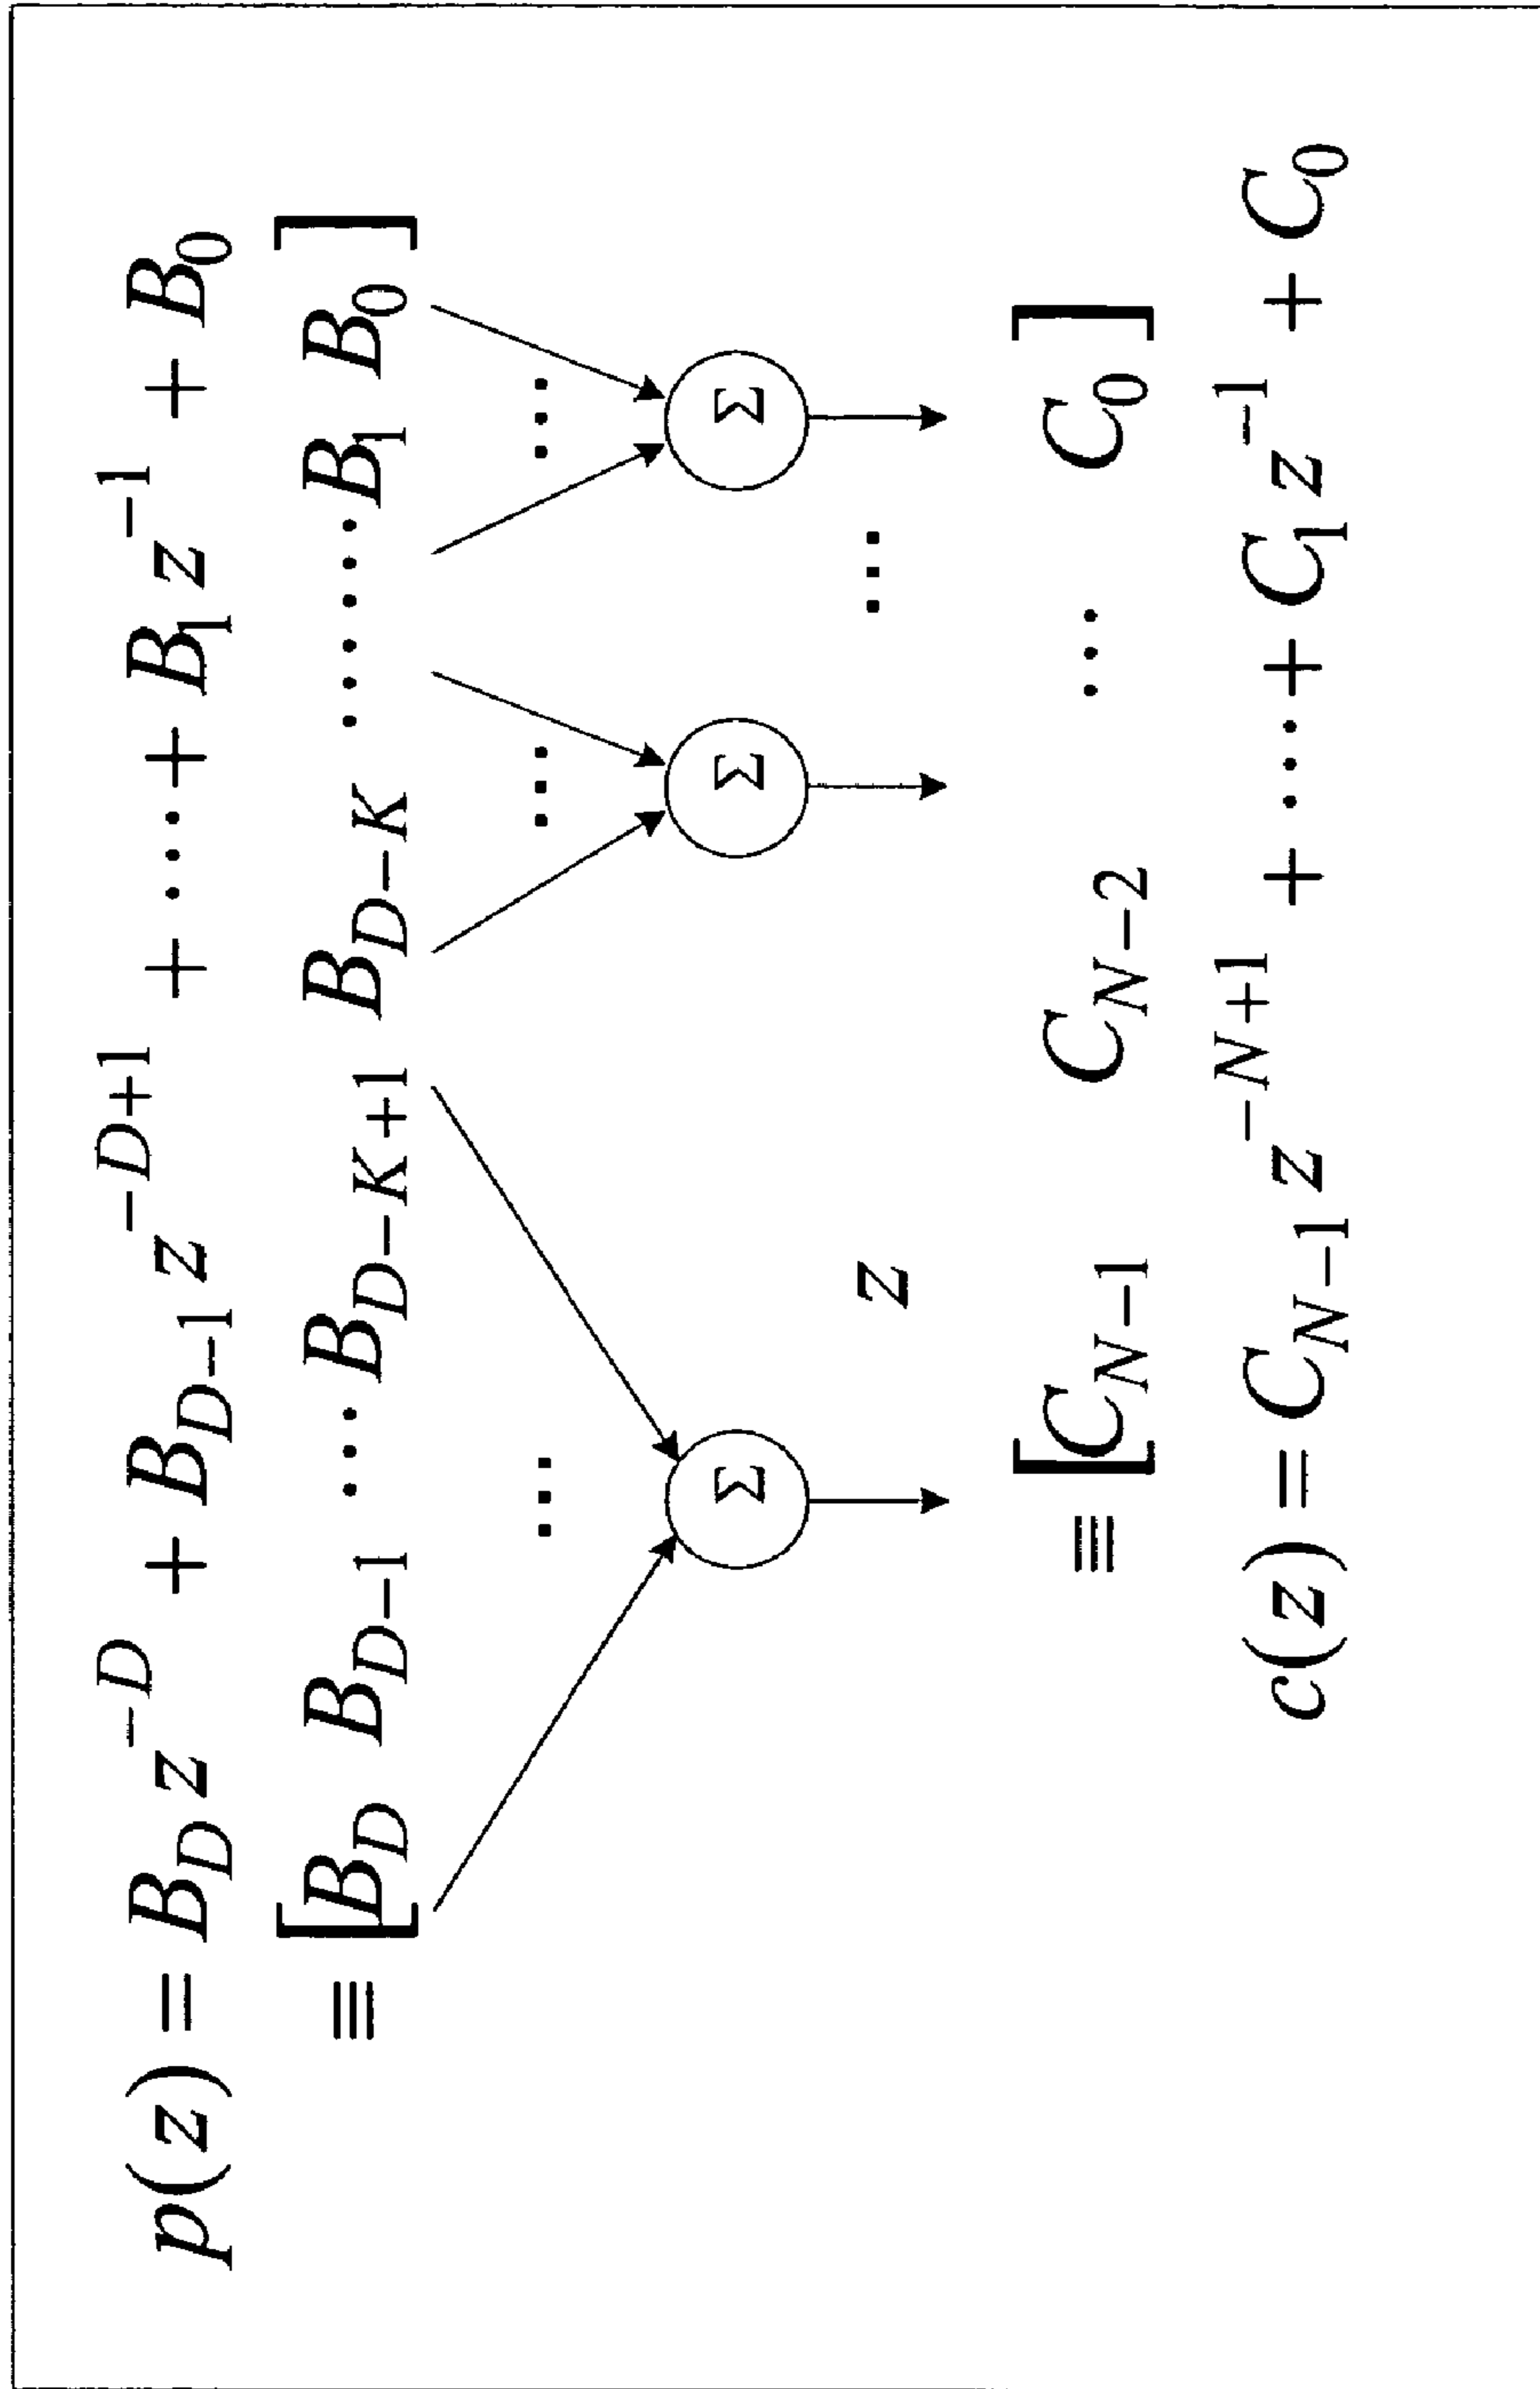 p(z) = B_D z^{-D} + B_{D-1} z^{-D+1} + ... + B_1 z^{-1} + B_0
≡ [B_D B_{D-1} ... B_{D-K+1} B_{D-K} ...... B_1 B_0]
... ... ...
Σ Σ Σ
z ...
≡ [C_{N-1} C_{N-2} ... C_0]
c(z) = C_{N-1} z^{-N+1} + ... + C_1 z^{-1} + C_0